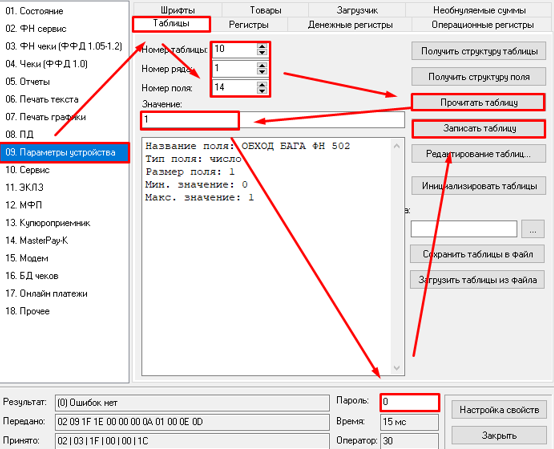 01. Состояние
02. ФН сервис
03. ФН чеки (ФФД 1.05-1.2)
04. Чеки (ФФД 1.0)
05. Отчеты
06. Печать текста
07. Печать графики
08. ПД
09. Параметры устройства
10. Сервис
11. ЭКЛЗ
12. МФП
13. Купюроприемник
14. MasterPay-K
15. Модем
16. БД чеков
17. Онлайн платежи
18. Прочее
Шрифты Товары Загрузчик Необнуляемые суммы
Таблицы Регистры Денежные регистры Операционные регистры
Номер таблицы: 10
Номер ряда: 1
Номер поля: 14
Значение:
1
Название поля: ОБХОД БАГА ФН 502
Тип поля: число
Размер поля: 1
Мин. значение: 0
Макс. значение: 1
Получить структуру таблицы
Получить структуру поля
Прочитать таблицу
Записать таблицу
Редактирование таблиц...
Инициализировать таблицы
...
Сохранить таблицы в файл
Загрузить таблицы из файла
Результат: (0) Ошибок нет
Передано: 02 09 1F 1E 00 00 00 0A 01 00 0E 0D
Принято: 02 | 03 | 1F | 00 | 00 | 1C
Пароль: 0
Время: 15 мс
Оператор: 30
Настройка свойств
Закрыть